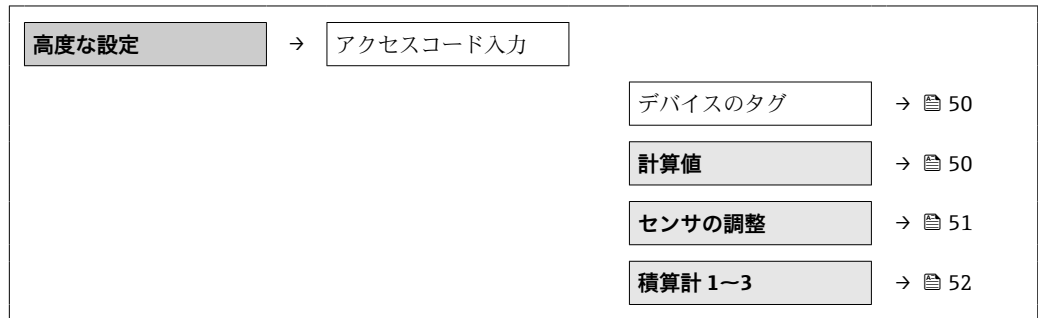 高度な設定 → アクセスコード入力
デバイスのタグ → 50
計算値 → 50
センサの調整 → 51
積算計 1~3 → 52